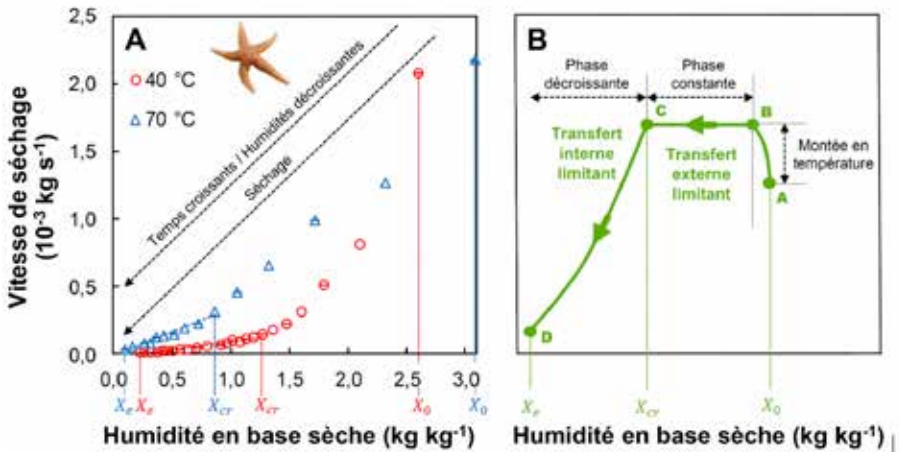 A
40 °C
70 °C
Temps croissants / Humidités décroissantes
Séchage
Vitesse de séchage
(10⁻³ kg s⁻¹)
2,5
2,0
1,5
1,0
0,5
0,0
0,0 0,5 1,0 1,5 2,0 2,5 3,0
Xe Xe Xcr Xcr X0 X0
Humidité en base sèche (kg kg⁻¹)
B
Phase
décroissante
Phase
constante
C
B
Transfert
interne
limitant
Transfert
externe
limitant
Montée en
température
A
D
Xe Xcr X0
Humidité en base sèche (kg kg⁻¹)